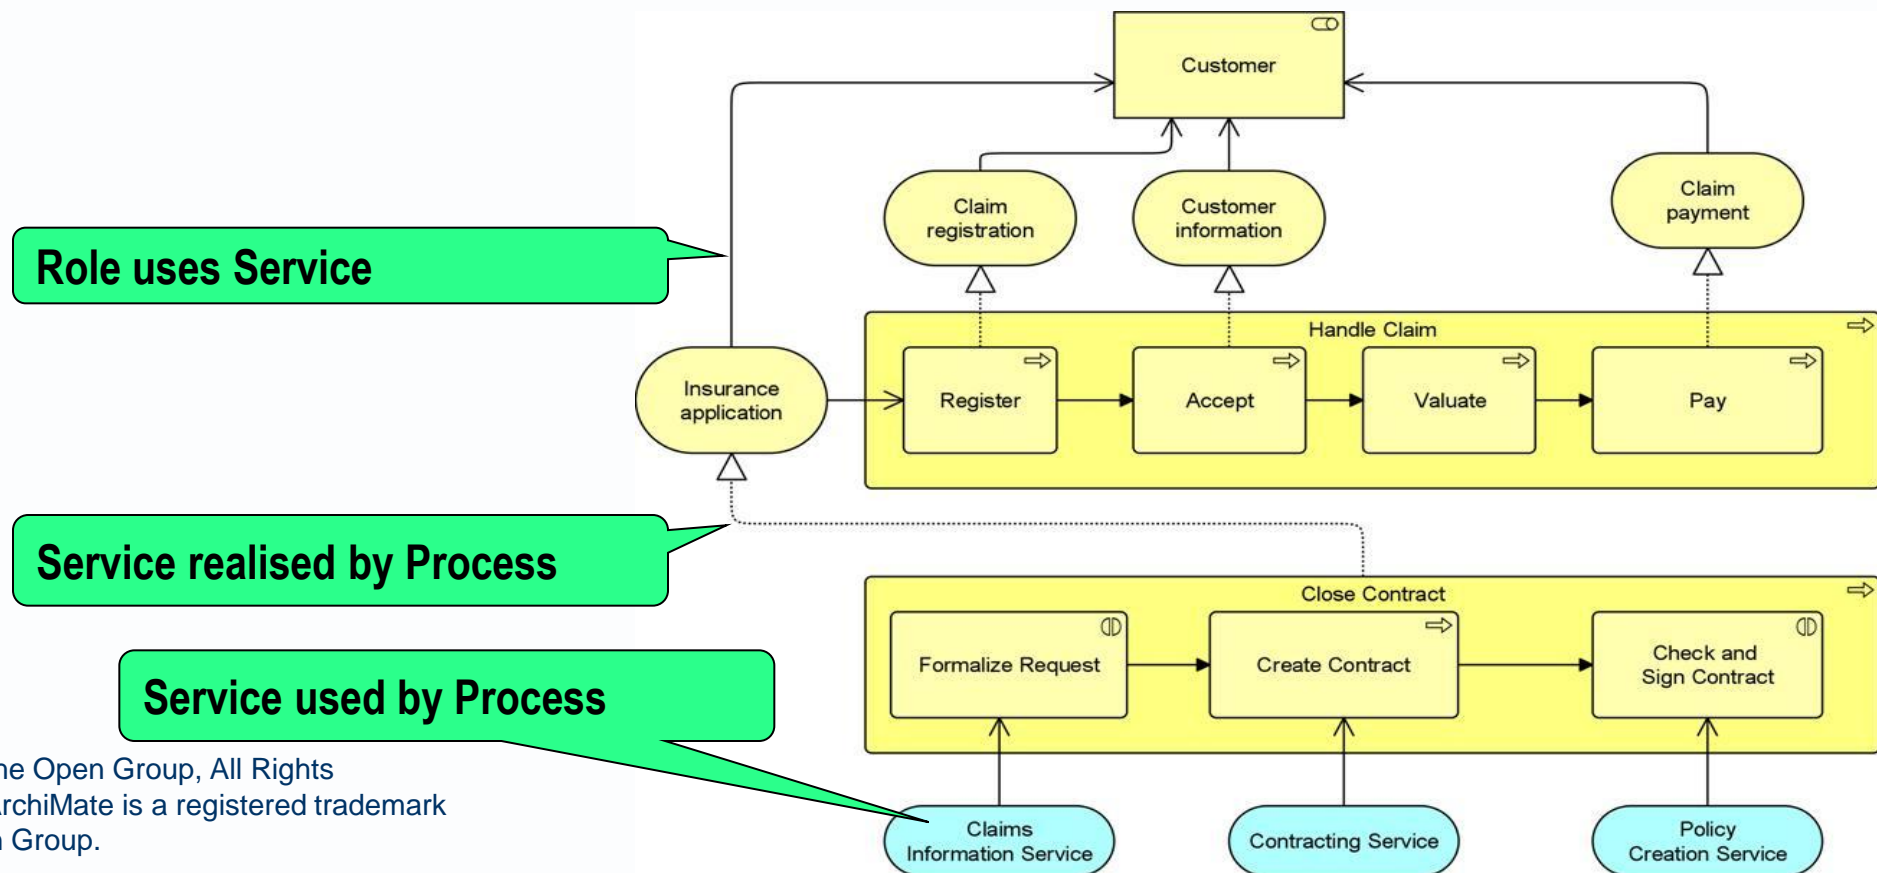 Customer
Claim
registration
Customer
information
Claim
payment
Role uses Service
Handle Claim
Insurance
application
Register
Accept
Valuate
Pay
Service realised by Process
Close Contract
Formalize Request
Create Contract
Check and
Sign Contract
Service used by Process
Open Group, All Rights
is a registered trademark
Group.
Claims
Information Service
Contracting Service
Policy
Creation Service